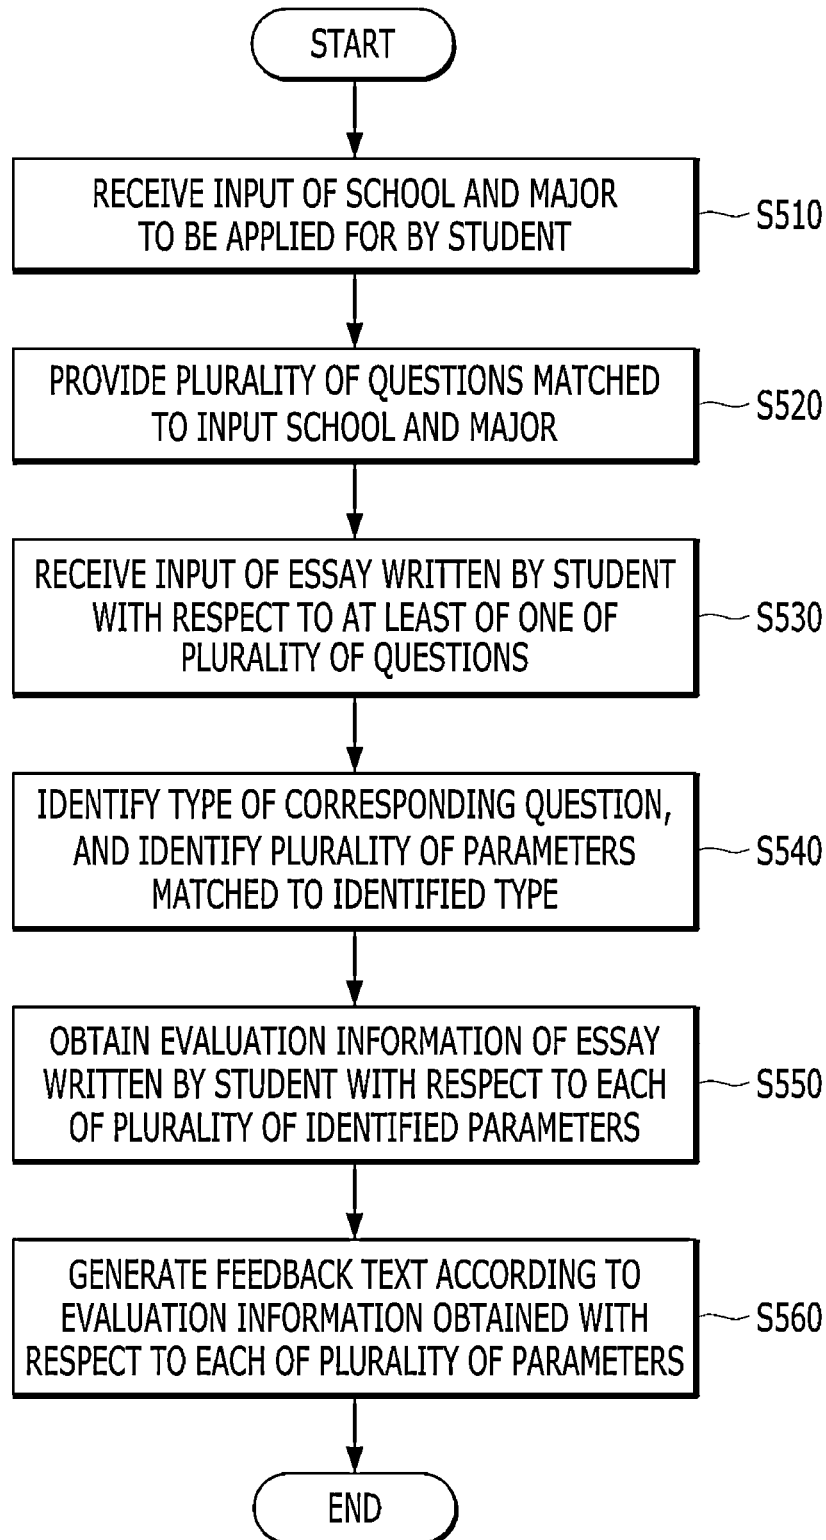 START
RECEIVE INPUT OF SCHOOL AND MAJOR
TO BE APPLIED FOR BY STUDENT
S510
PROVIDE PLURALITY OF QUESTIONS MATCHED
TO INPUT SCHOOL AND MAJOR
S520
RECEIVE INPUT OF ESSAY WRITTEN BY STUDENT
WITH RESPECT TO AT LEAST OF ONE OF
PLURALITY OF QUESTIONS
S530
IDENTIFY TYPE OF CORRESPONDING QUESTION,
AND IDENTIFY PLURALITY OF PARAMETERS
MATCHED TO IDENTIFIED TYPE
S540
OBTAIN EVALUATION INFORMATION OF ESSAY
WRITTEN BY STUDENT WITH RESPECT TO EACH
OF PLURALITY OF IDENTIFIED PARAMETERS
S550
GENERATE FEEDBACK TEXT ACCORDING TO
EVALUATION INFORMATION OBTAINED WITH
RESPECT TO EACH OF PLURALITY OF PARAMETERS
S560
END